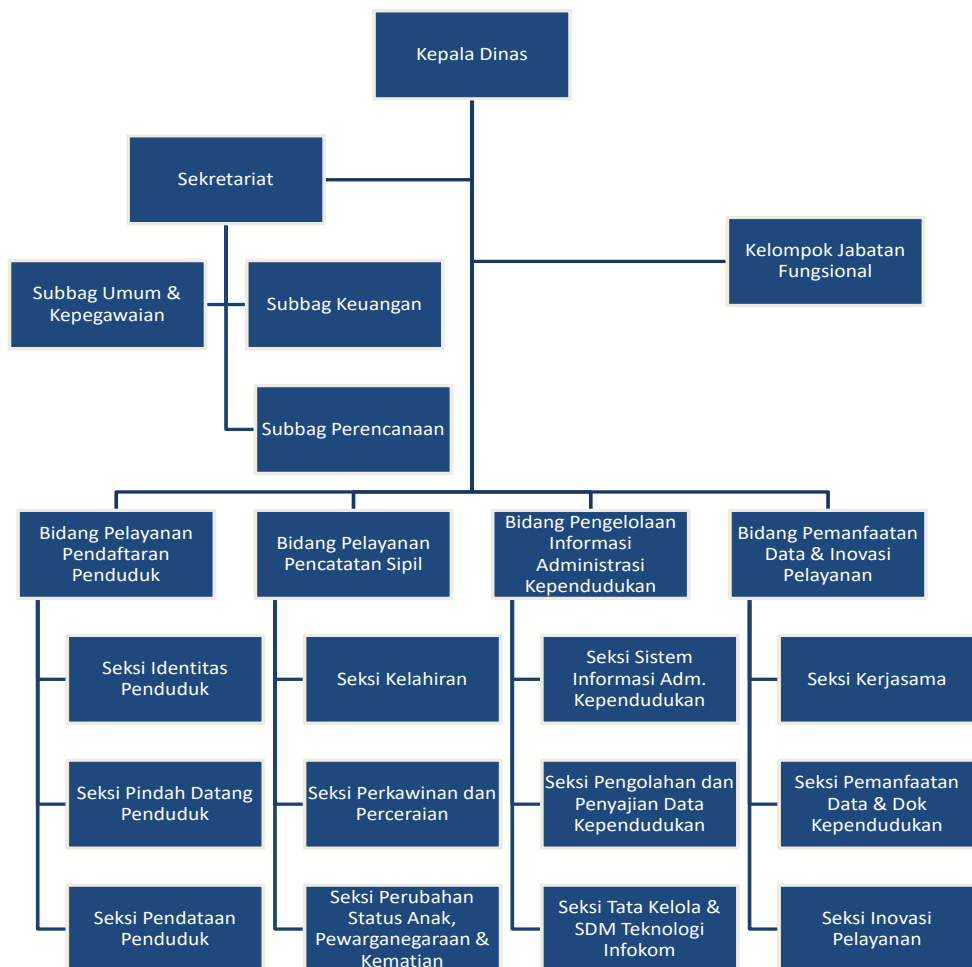 Kepala Dinas
Sekretariat
Kelompok Jabatan
Fungsional
Subbag Umum &
Kepegawaian
Subbag Keuangan
Subbag Perencanaan
Bidang Pelayanan
Pendaftaran
Penduduk
Bidang Pelayanan
Pencatatan Sipil
Bidang Pengelolaan
Informasi
Administrasi
Kependudukan
Bidang Pemanfaatan
Data & Inovasi
Pelayanan
Seksi Identitas
Penduduk
Seksi Kelahiran
Seksi Sistem
Informasi Adm.
Kependudukan
Seksi Kerjasama
Seksi Pindah Datang
Penduduk
Seksi Perkawinan dan
Perceraian
Seksi Pengolahan dan
Penyajian Data
Kependudukan
Seksi Pemanfaatan
Data & Dok
Kependudukan
Seksi Pendataan
Penduduk
Seksi Perubahan
Status Anak,
Pewarganegaraan &
Kematian
Seksi Tata Kelola &
SDM Teknologi
Infokom
Seksi Inovasi
Pelayanan